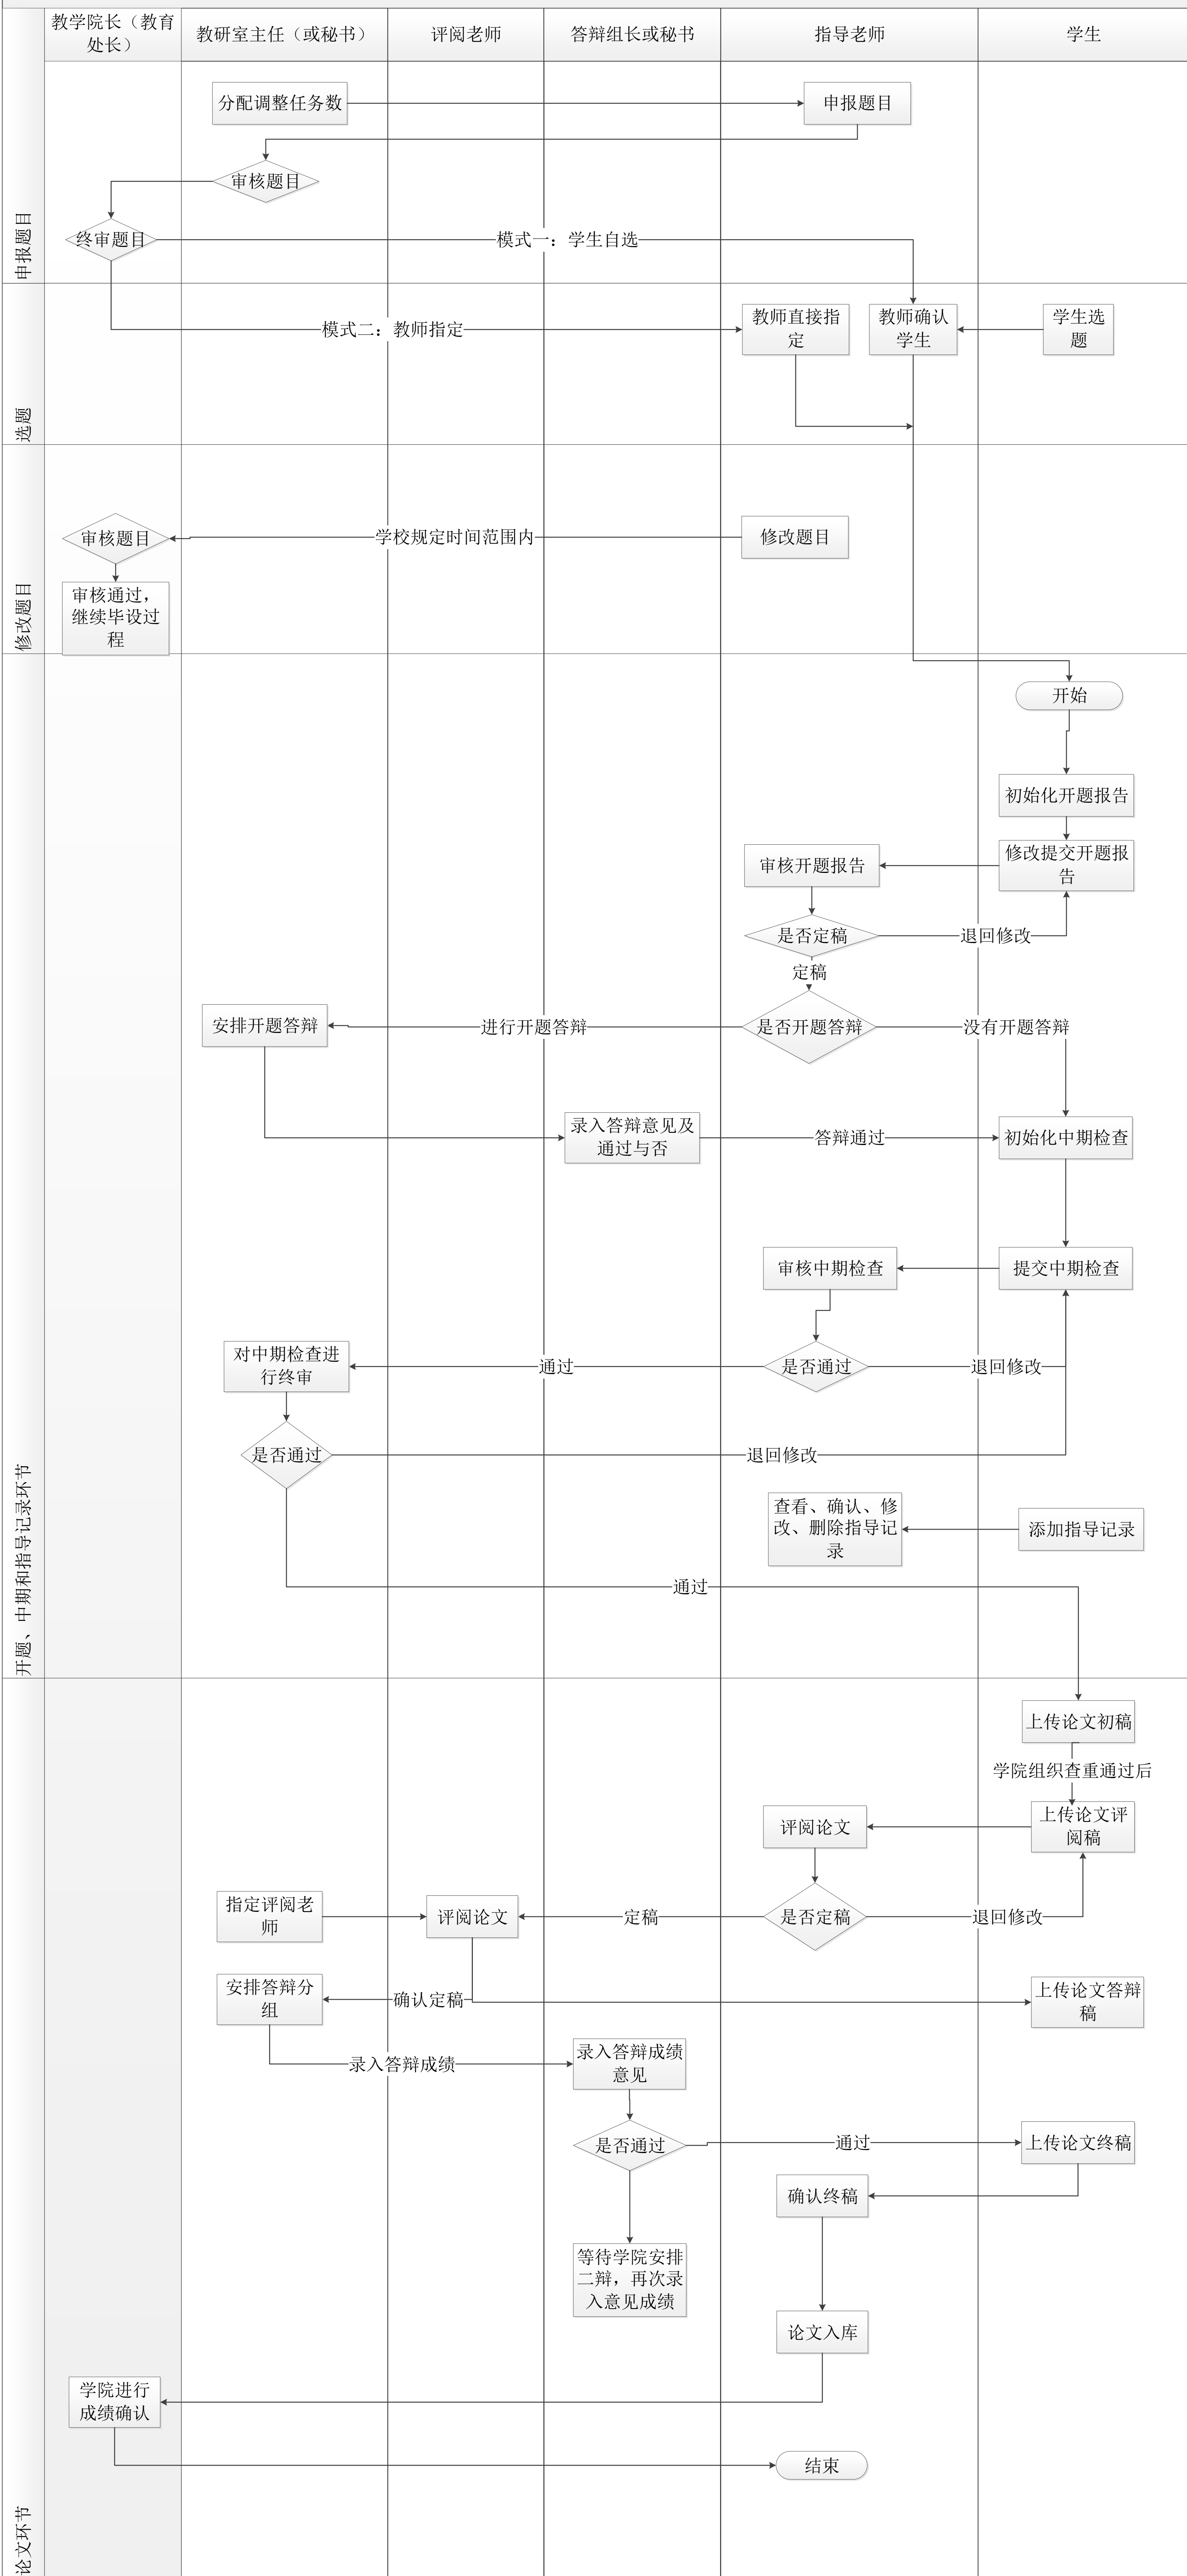 教学院长（教育
处长）
教研室主任（或秘书）
评阅老师
答辩组长或秘书
指导老师
学生
申报题目
分配调整任务数
申报题目
审核题目
终审题目
模式一：学生自选
选题
模式二：教师指定
教师直接指
定
教师确认
学生
学生选
题
修改题目
审核题目
学校规定时间范围内
修改题目
审核通过，
继续毕设过
程
开题、中期和指导记录环节
开始
初始化开题报告
审核开题报告
修改提交开题报
告
是否定稿
退回修改
定稿
安排开题答辩
进行开题答辩
是否开题答辩
没有开题答辩
录入答辩意见及
通过与否
答辩通过
初始化中期检查
审核中期检查
提交中期检查
对中期检查进
行终审
通过
是否通过
退回修改
是否通过
退回修改
查看、确认、修
改、删除指导记
录
添加指导记录
通过
论文环节
上传论文初稿
学院组织查重通过后
评阅论文
上传论文评
阅稿
指定评阅老
师
评阅论文
定稿
是否定稿
退回修改
安排答辩分
组
确认定稿
上传论文答辩
稿
录入答辩成绩
录入答辩成绩
意见
是否通过
通过
上传论文终稿
确认终稿
等待学院安排
二辩，再次录
入意见成绩
论文入库
学院进行
成绩确认
结束